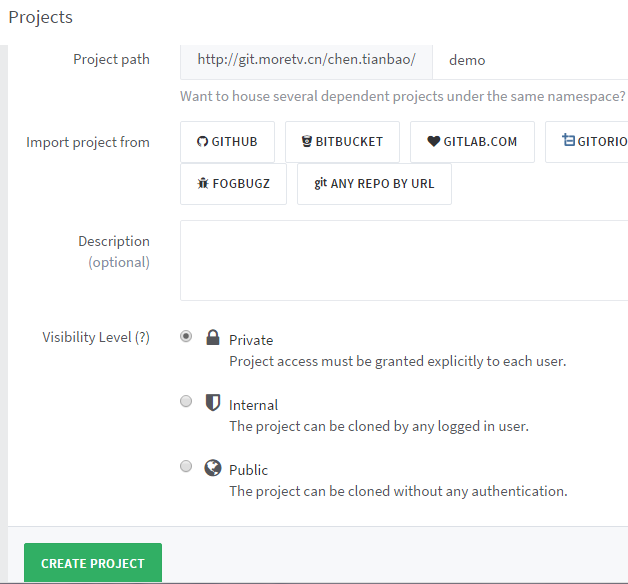 Projects
Project path http://git.moretv.cn/chen.tianbao/ demo
Want to house several dependent projects under the same namespace?
Import project from GITHUB BITBUCKET GITLAB.COM GITORIO
FOGBUGZ git ANY REPO BY URL
Description
(optional)
Visibility Level (?) Private
Project access must be granted explicitly to each user.
Internal
The project can be cloned by any logged in user.
Public
The project can be cloned without any authentication.
CREATE PROJECT